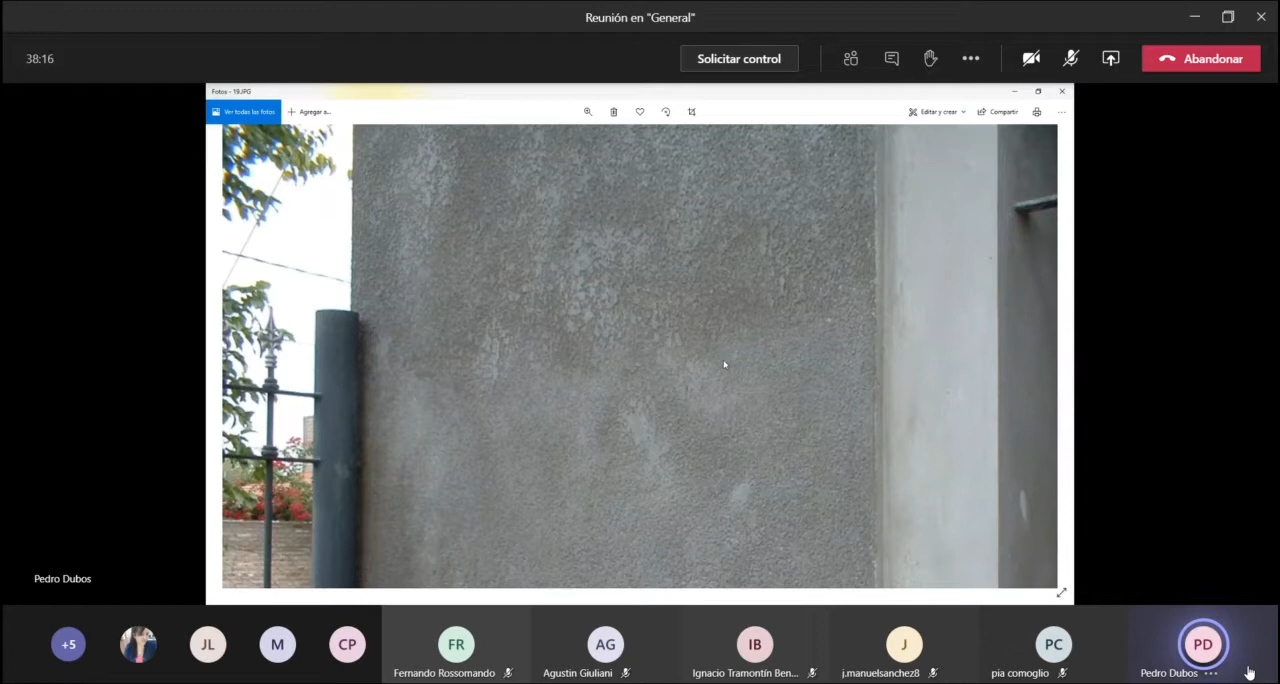 Reunión en "General"
38:16
Solicitar control
Abandonar
Fotos - 19.JPG
Ver todas las fotos
Agregar a...
Editar y crear
Compartir
Pedro Dubos
+5
JL
M
CP
FR
AG
IB
J
PC
PD
Fernando Rossomando
Agustin Giuliani
Ignacio Tramontín Ben...
j.manuelsanchez8
pia comoglio
Pedro Dubos